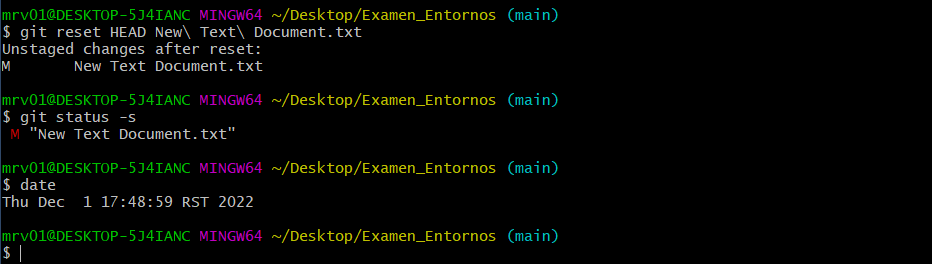 mrv01@DESKTOP-5J4IANC MINGW64 ~/Desktop/Examen_Entornos (main)
$ git reset HEAD New\ Text\ Document.txt
Unstaged changes after reset:
M       New Text Document.txt
mrv01@DESKTOP-5J4IANC MINGW64 ~/Desktop/Examen_Entornos (main)
$ git status -s
 M "New Text Document.txt"
mrv01@DESKTOP-5J4IANC MINGW64 ~/Desktop/Examen_Entornos (main)
$ date
Thu Dec  1 17:48:59 RST 2022
mrv01@DESKTOP-5J4IANC MINGW64 ~/Desktop/Examen_Entornos (main)
$